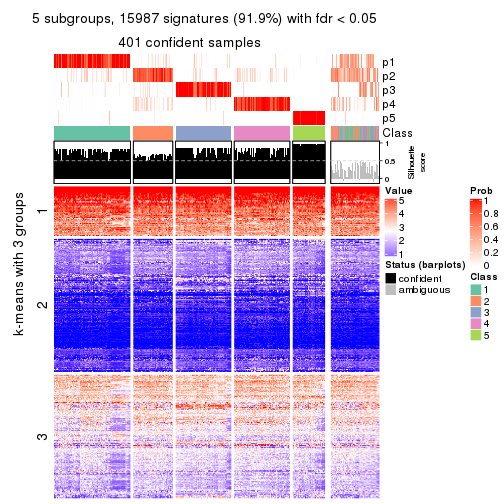 5 subgroups, 15987 signatures (91.9%) with fdr < 0.05
401 confident samples
p1
p2
p3
p4
p5
Class
1
0.5
0
Silhouette
score
k-means with 3 groups
1
2
3
Value
5
4
3
2
1
Status (barplots)
confident
ambiguous
Prob
1
0.8
0.6
0.4
0.2
0
Class
1
2
3
4
5